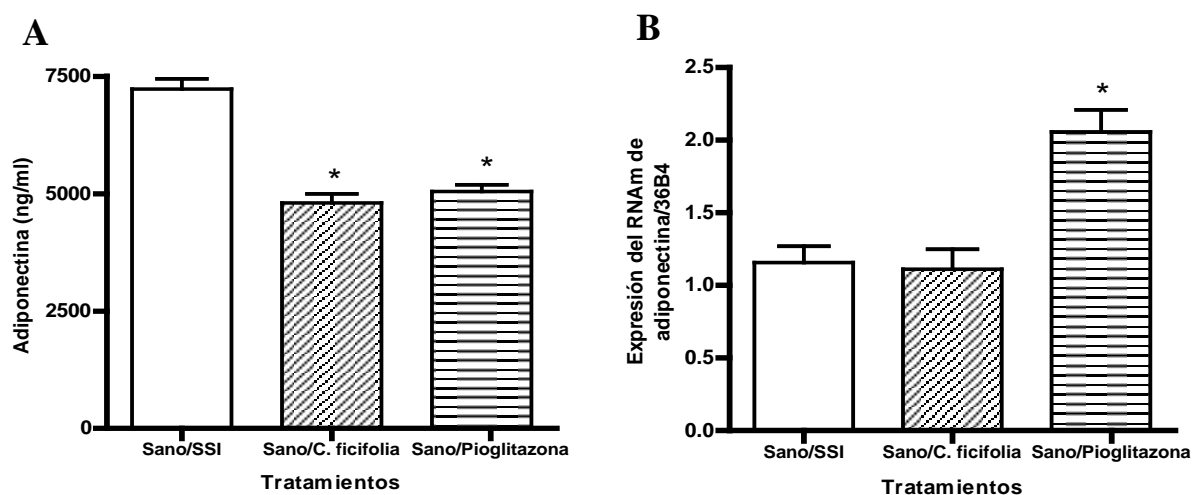 A
7500
5000
2500
0
Adiponectina (ng/ml)
*
*
Sano/SSI
Sano/C. ficifolia
Sano/Pioglitazona
Tratamientos
B
2.5
2.0
1.5
1.0
0.5
0.0
Expresión del RNAm de
adiponectina/36B4
*
Sano/SSI
Sano/C. ficifolia
Sano/Pioglitazona
Tratamientos